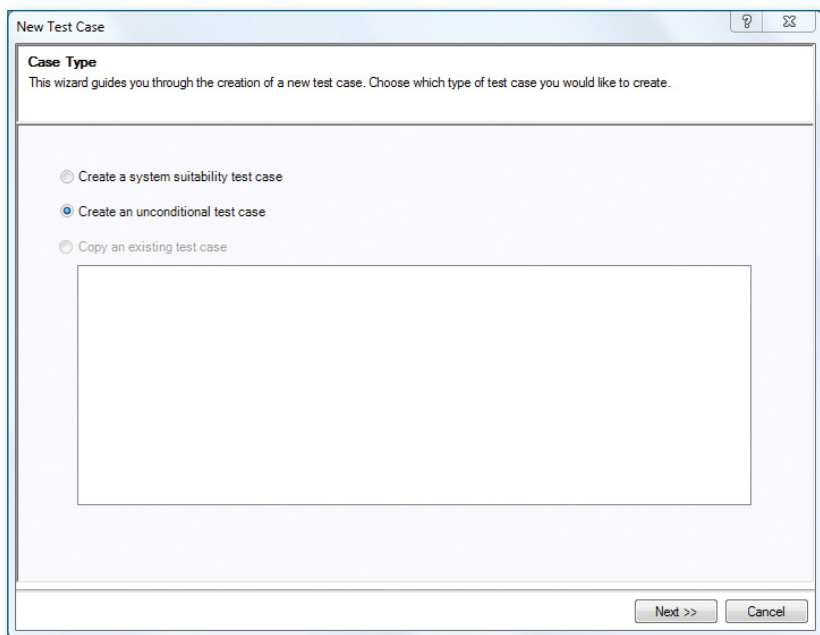 New Test Case
?
Case Type
This wizard guides you through the creation of a new test case. Choose which type of test case you would like to create.
Create a system suitability test case
Create an unconditional test case
Copy an existing test case
Next >>
Cancel